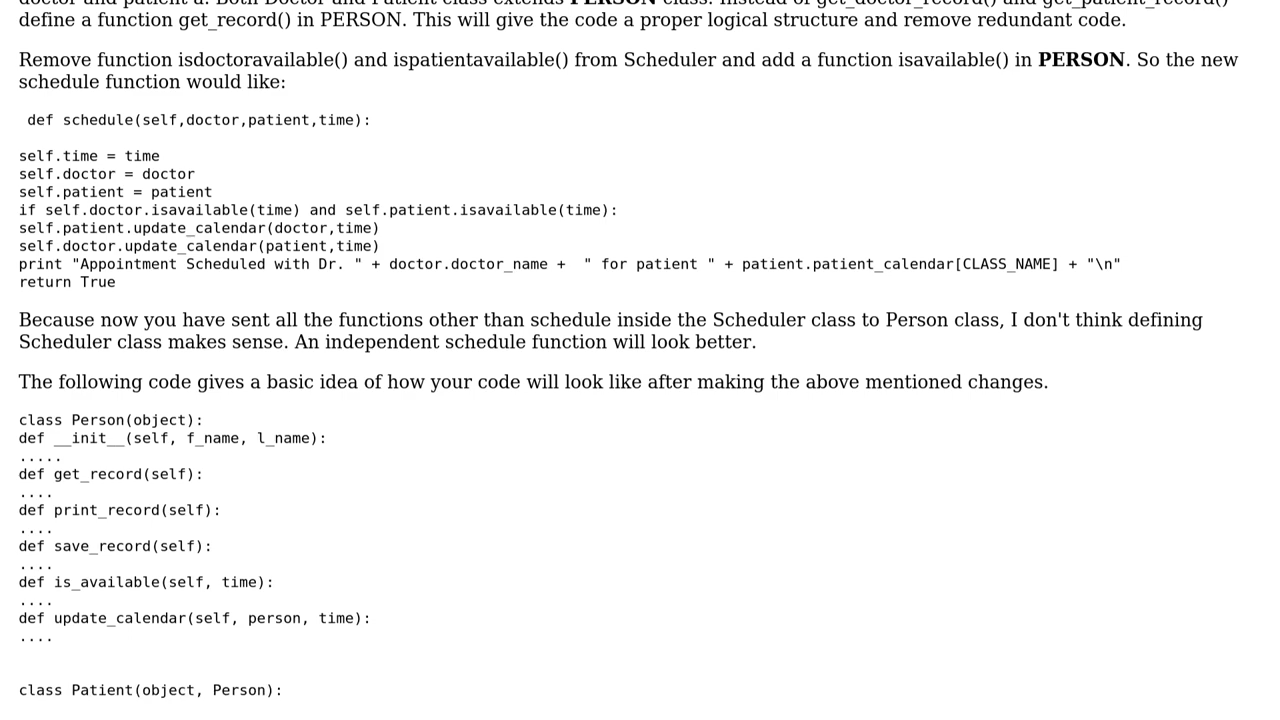 doctor and patient a. Both Doctor and Patient class extends PERSON class. Instead of get_doctor_record() and get_patient_record()
define a function get_record() in PERSON. This will give the code a proper logical structure and remove redundant code.
Remove function isdoctoravailable() and ispatientavailable() from Scheduler and add a function isavailable() in PERSON. So the new
schedule function would like:
def schedule(self,doctor,patient,time):
self.time = time
self.doctor = doctor
self.patient = patient
if self.doctor.isavailable(time) and self.patient.isavailable(time):
self.patient.update_calendar(doctor,time)
self.doctor.update_calendar(patient,time)
print "Appointment Scheduled with Dr. " + doctor.doctor_name +  " for patient " + patient.patient_calendar[CLASS_NAME] + "\n"
return True
Because now you have sent all the functions other than schedule inside the Scheduler class to Person class, I don't think defining
Scheduler class makes sense. An independent schedule function will look better.
The following code gives a basic idea of how your code will look like after making the above mentioned changes.
class Person(object):
def __init__(self, f_name, l_name):
.....
def get_record(self):
....
def print_record(self):
....
def save_record(self):
....
def is_available(self, time):
....
def update_calendar(self, person, time):
....
class Patient(object, Person):